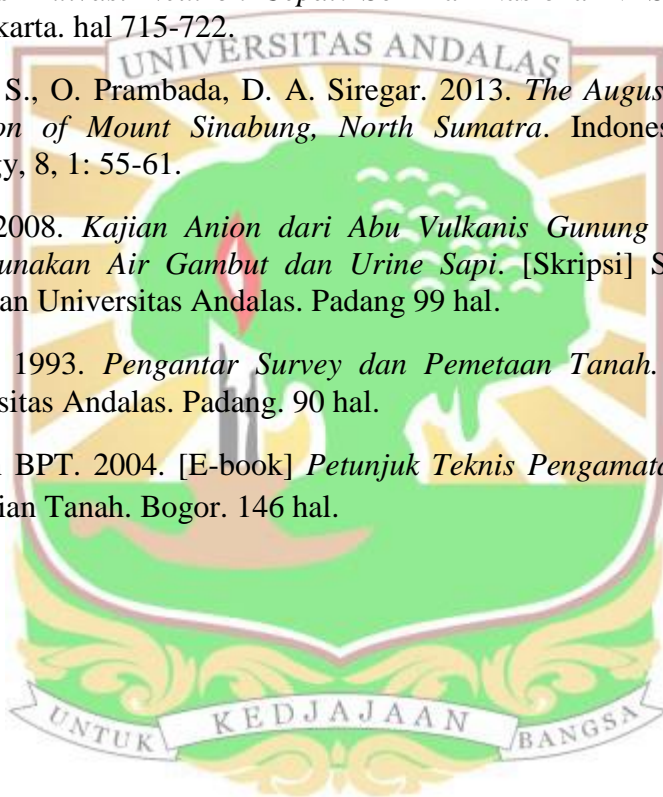 karta. hal 715-722.
UNIVERSITAS ANDALAS
S., O. Prambada, D. A. Siregar. 2013. The Augus
on of Mount Sinabung, North Sumatra. Indones
gy, 8, 1: 55-61.
2008. Kajian Anion dari Abu Vulkanis Gunung
unakan Air Gambut dan Urine Sapi. [Skripsi] S
an Universitas Andalas. Padang 99 hal.
1993. Pengantar Survey dan Pemetaan Tanah.
sitas Andalas. Padang. 90 hal.
BPT. 2004. [E-book] Petunjuk Teknis Pengamata
ian Tanah. Bogor. 146 hal.
UNTUK KEDJAJAAN BANGSA